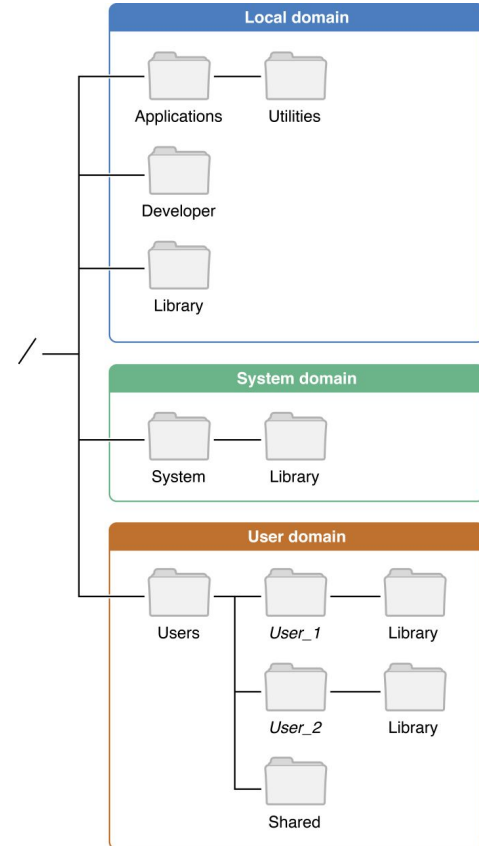 Local domain
Applications
Utilities
Developer
Library
/
System domain
System
Library
User domain
Users
User_1
Library
User_2
Library
Shared